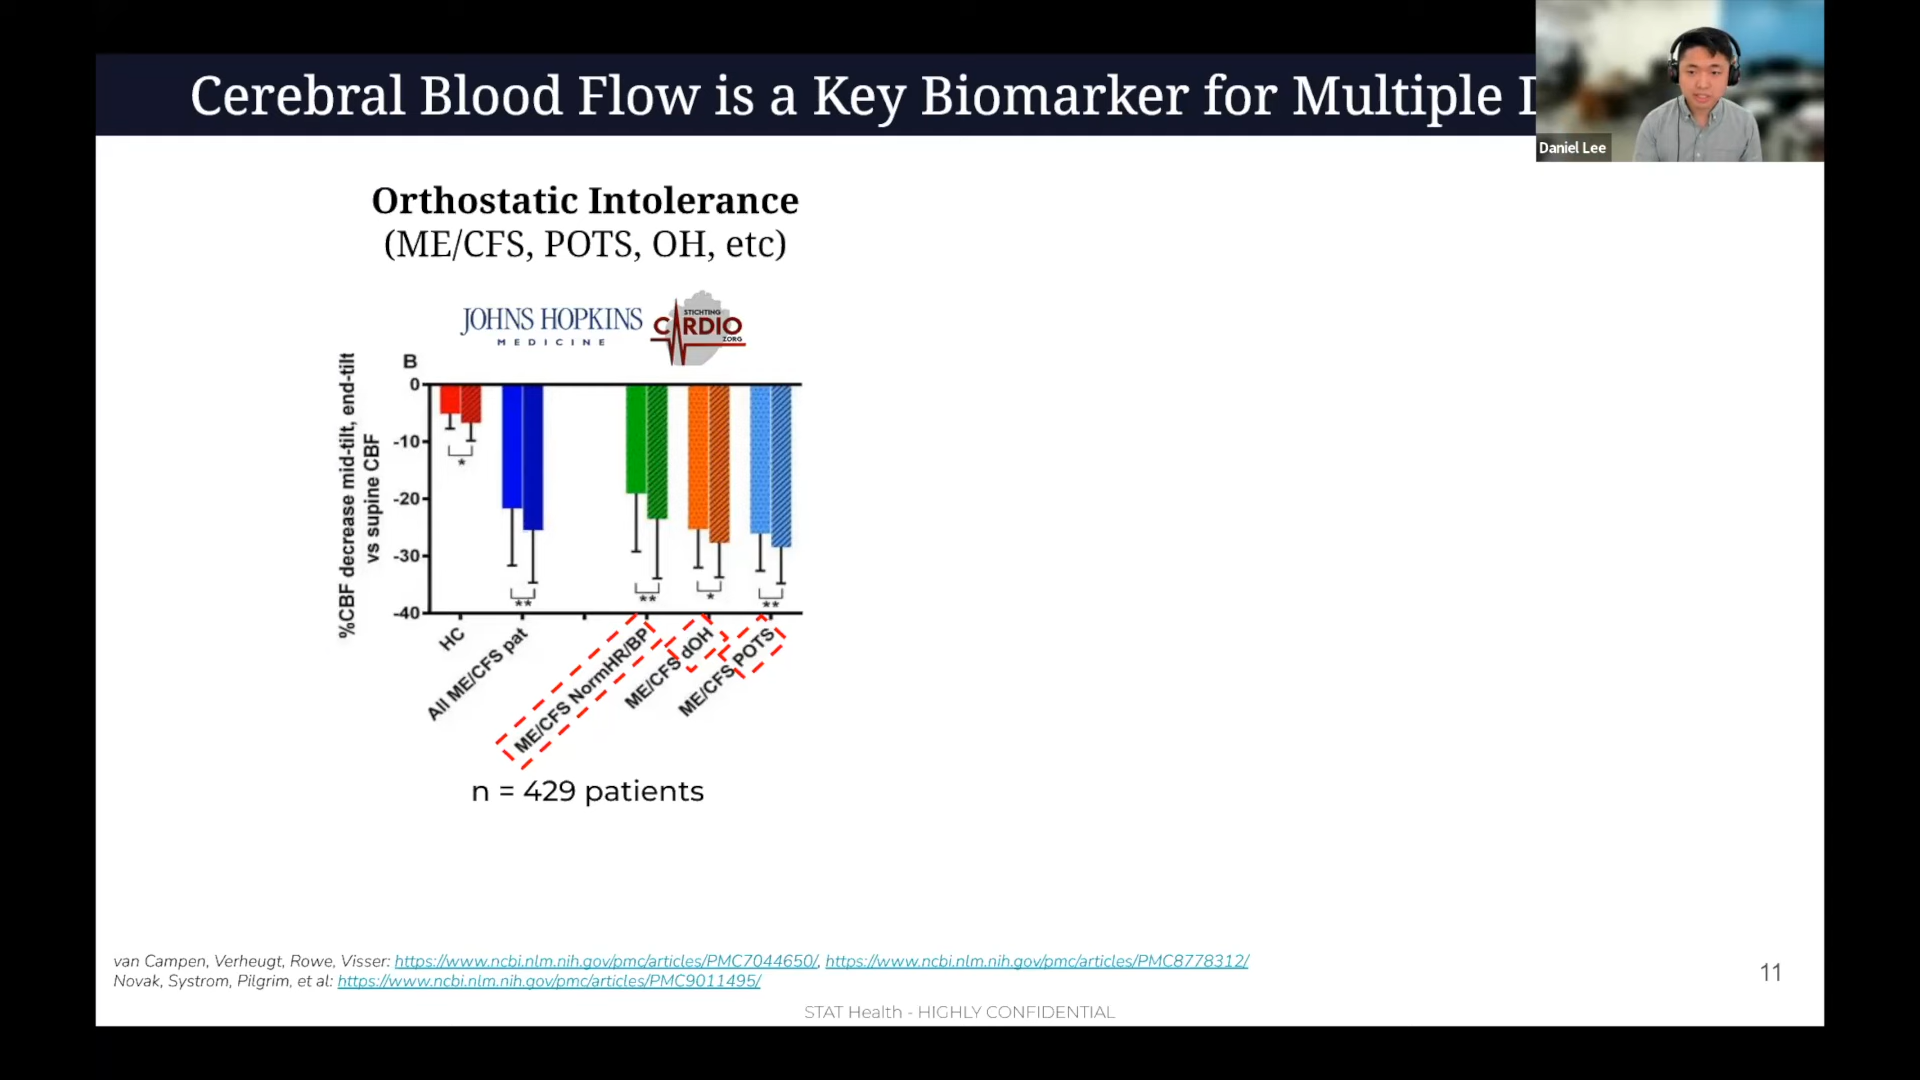 Cerebral Blood Flow is a Key Biomarker for Multiple
Daniel Lee
Orthostatic Intolerance
(ME/CFS, POTS, OH, etc)
JOHNS HOPKINS
MEDICINE
STICHTING
CARDIO
ZORG
B
%CBF decrease mid-tilt, end-tilt
vs supine CBF
0
-10
-20
-30
-40
*
**
**
*
**
HC
All ME/CFS pat
ME/CFS NormHR/BP
ME/CFS dOH
ME/CFS POTS
n = 429 patients
van Campen, Verheugt, Rowe, Visser: https://www.ncbi.nlm.nih.gov/pmc/articles/PMC7044650/, https://www.ncbi.nlm.nih.gov/pmc/articles/PMC8778312/
Novak, Systrom, Pilgrim, et al: https://www.ncbi.nlm.nih.gov/pmc/articles/PMC9011495/
11
STAT Health - HIGHLY CONFIDENTIAL